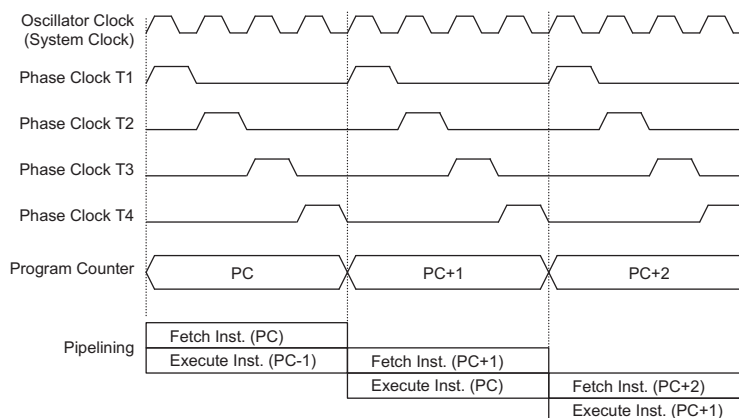 Oscillator Clock
(System Clock)
Phase Clock T1
Phase Clock T2
Phase Clock T3
Phase Clock T4
Program Counter
PC
PC+1
PC+2
Pipelining
Fetch Inst. (PC)
Execute Inst. (PC-1)
Fetch Inst. (PC+1)
Execute Inst. (PC)
Fetch Inst. (PC+2)
Execute Inst. (PC+1)